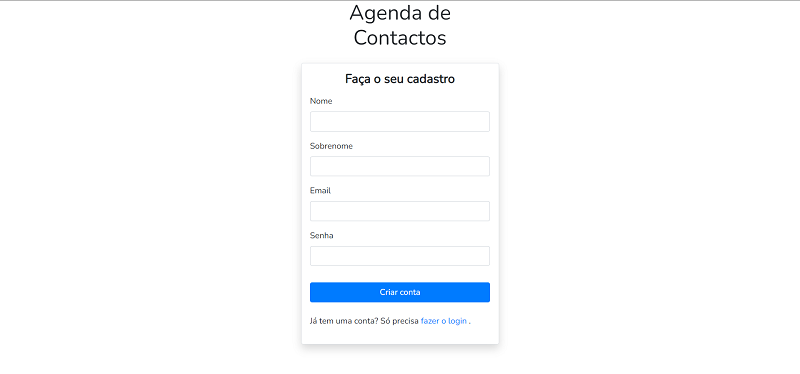 Agenda de
Contactos
Faça o seu cadastro
Nome
Sobrenome
Email
Senha
Criar conta
Já tem uma conta? Só precisa fazer o login .